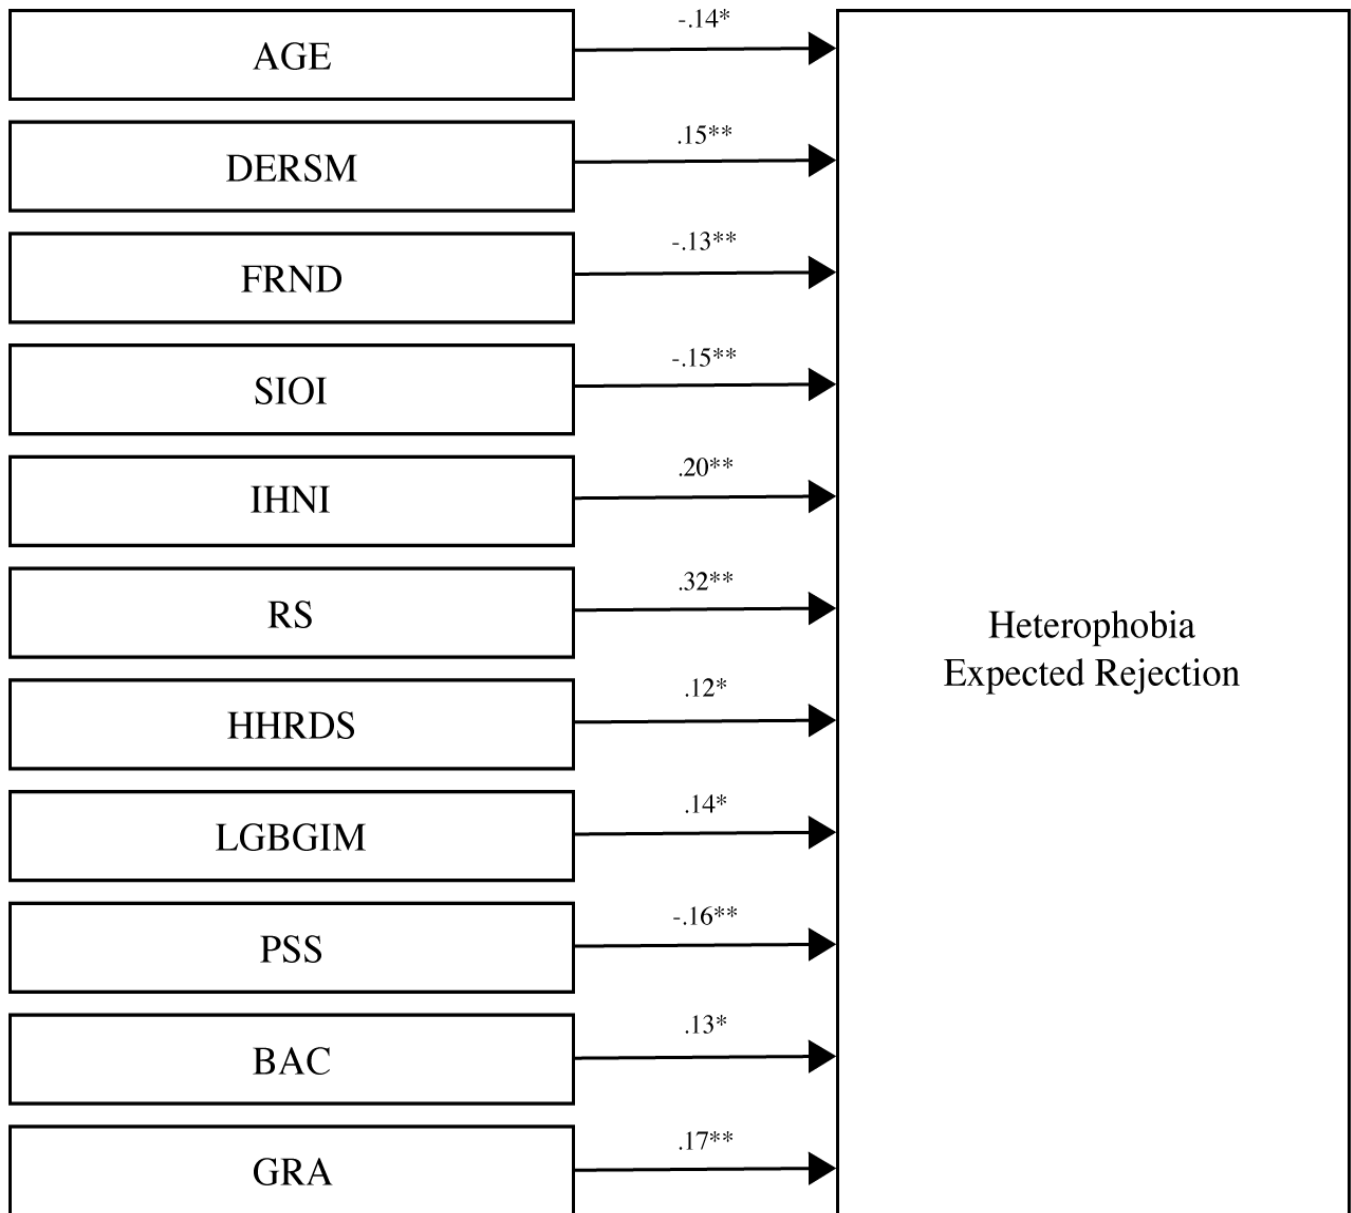 AGE
-.14*
DERSM
.15**
FRND
-.13**
SIOI
-.15**
IHNI
.20**
RS
.32**
HHRDS
.12*
LGBGIM
.14*
PSS
-.16**
BAC
.13*
GRA
.17**
Heterophobia
Expected Rejection